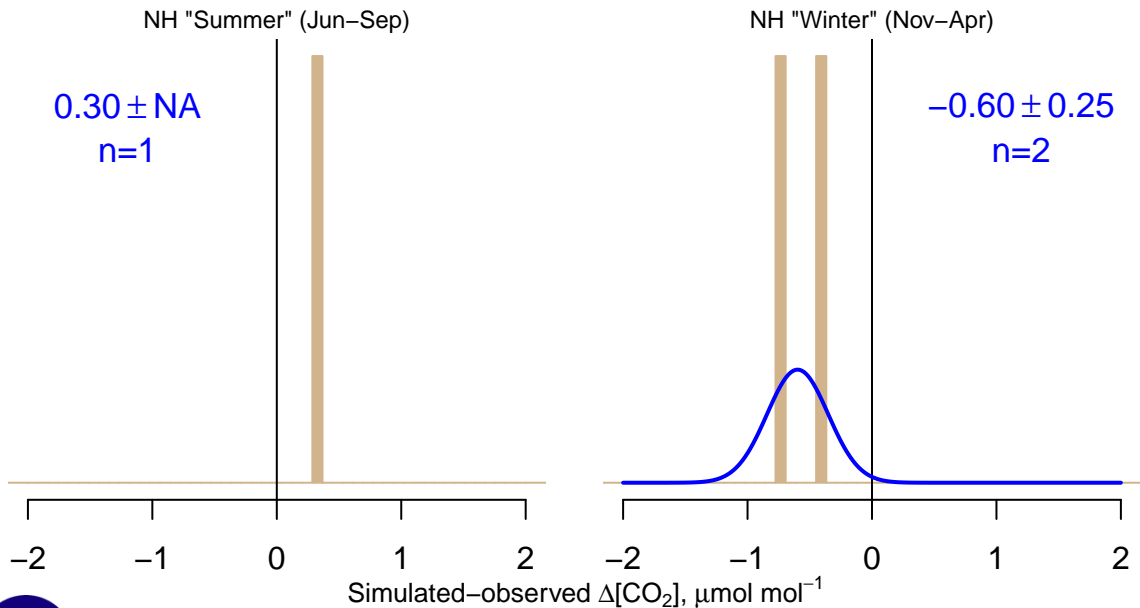 NH "Summer" (Jun−Sep)
0.30 ± NA
n=1
−2 −1 0 1 2
NH "Winter" (Nov−Apr)
−0.60 ± 0.25
n=2
−2 −1 0 1 2
Simulated−observed Δ[CO₂], μmol mol⁻¹